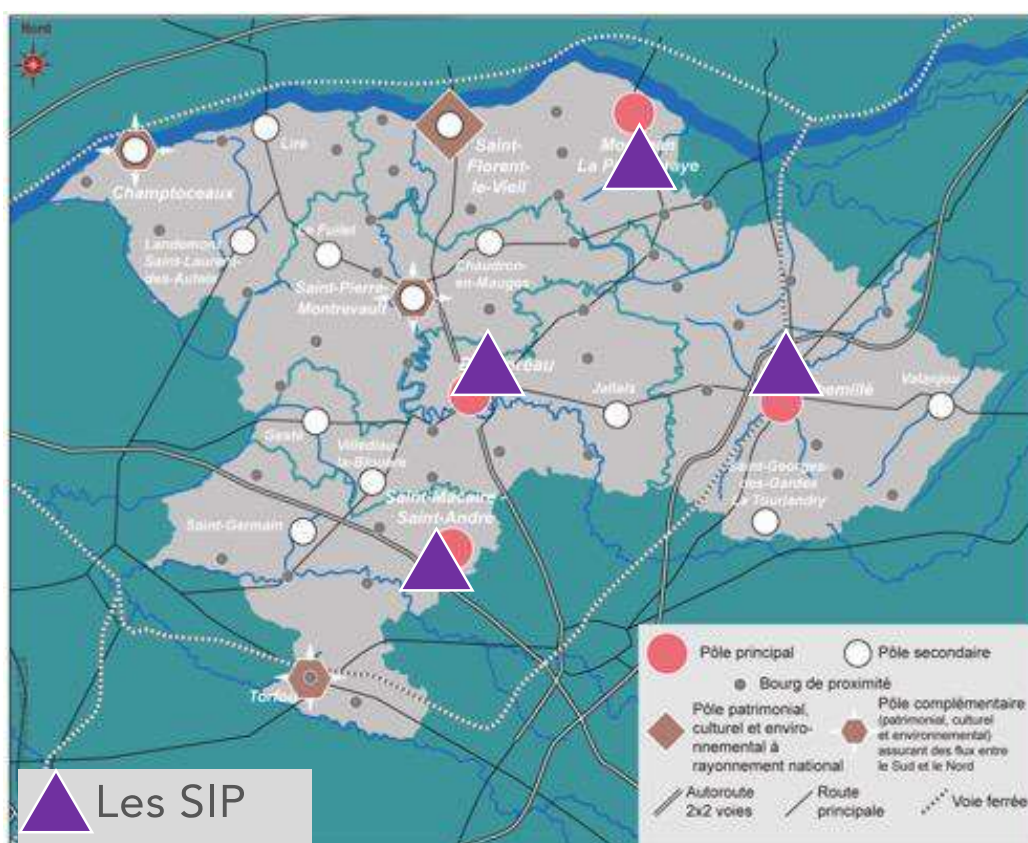 Nord
Liré
Champtoceaux
Saint-
Florent-
le-Vieil
La
Landemont
Saint-Laurent-
des-Autels
Le Fuilet
Saint-Pierre-
Montrevault
Chaudron-
en-Mauges
Jallais
Valanjou
Gesté
Villedieu-
la-Blouère
Saint-Macaire-
Saint-André
Saint-Germain
Saint-Georges-
des-Gardes
La Tourlandry
Les SIP
Pôle principal
Pôle secondaire
Bourg de proximité
Pôle patrimonial,
culturel et enviro-
nnemental à
rayonnement national
Pôle complémentaire
(patrimonial, culturel
et environnemental)
assurant des flux entre
le Sud et le Nord
Autoroute
2x2 voies
Route
principale
Voie ferrée